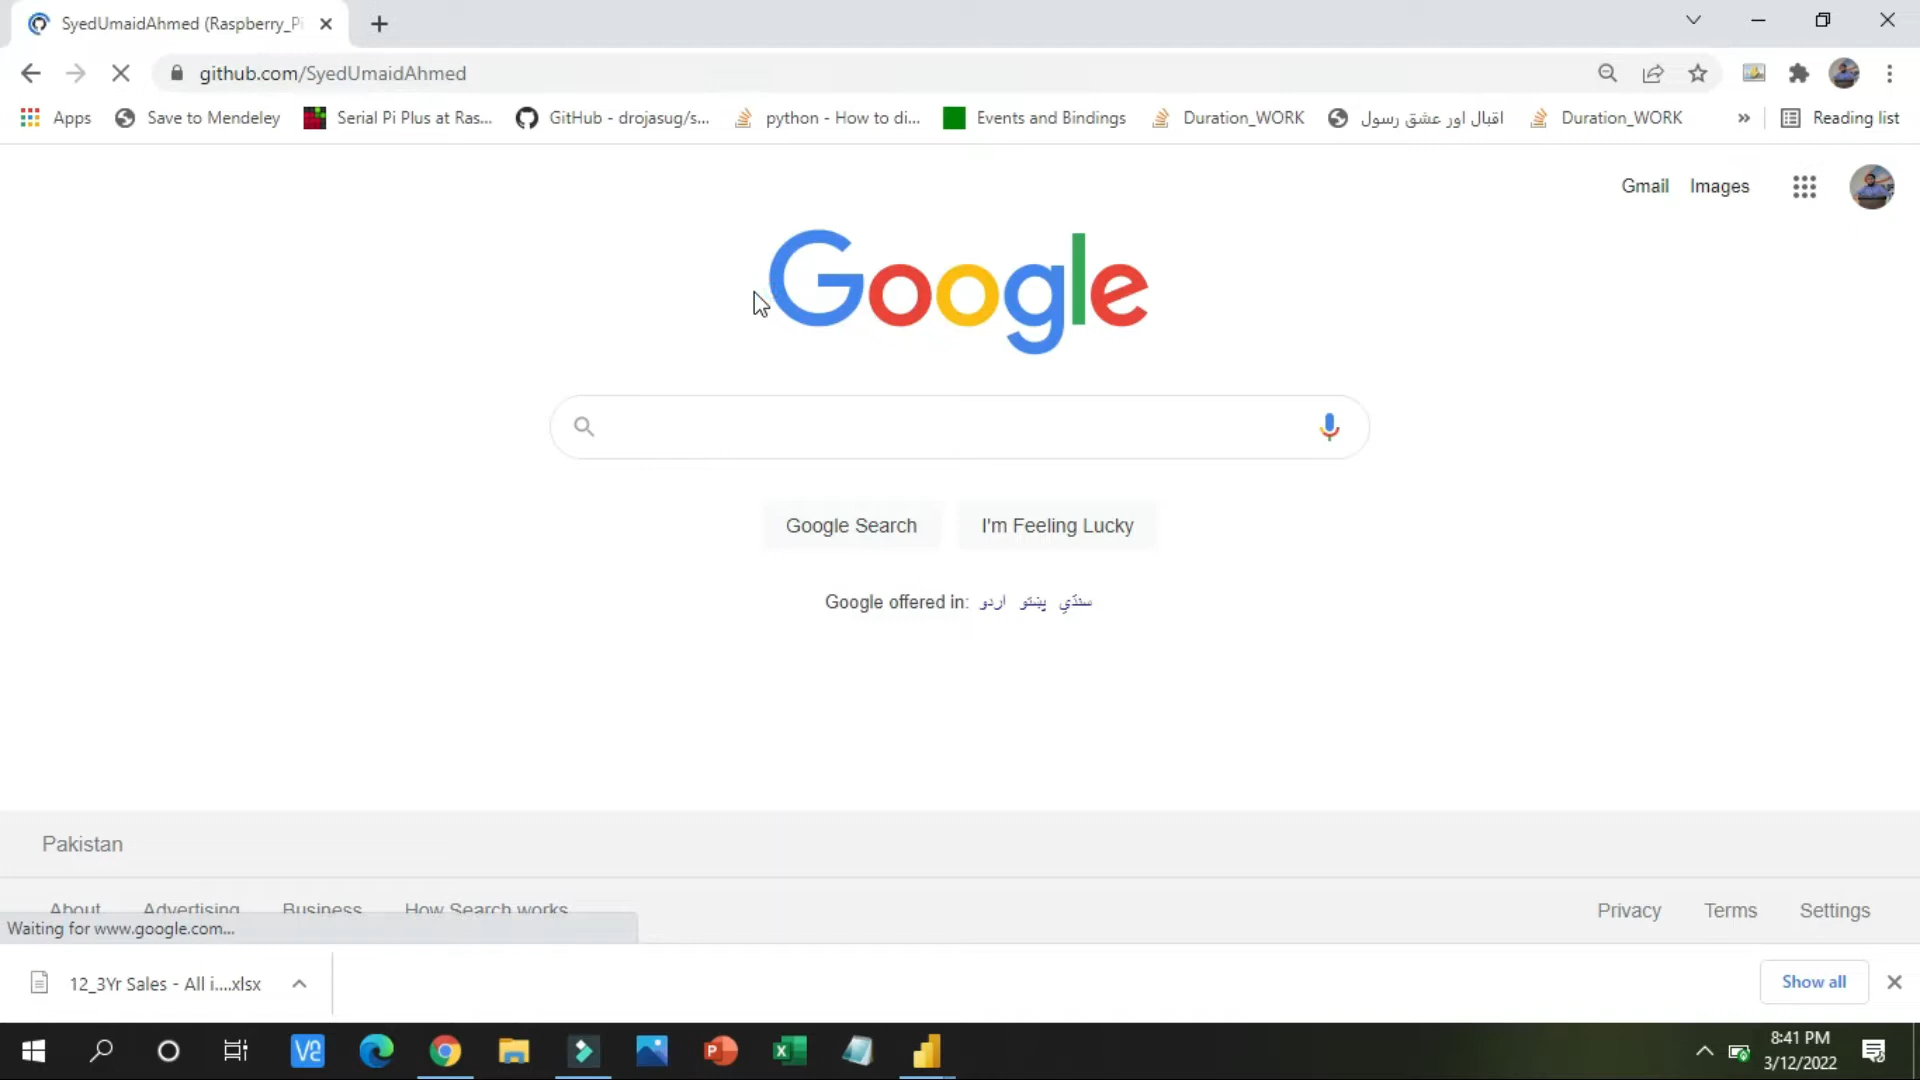 SyedUmaidAhmed (Raspberry_Pi
github.com/SyedUmaidAhmed
Apps Save to Mendeley Serial Pi Plus at Ras... GitHub - drojasug/s... python - How to di... Events and Bindings Duration_WORK اقبال اور عشق رسول Duration_WORK » Reading list
Gmail Images
Google
Google Search I'm Feeling Lucky
Google offered in: اردو پښتو سنڌي
Pakistan
About Advertising Business How Search works Privacy Terms Settings
Waiting for www.google.com...
12_3Yr Sales - All i....xlsx Show all
8:41 PM
3/12/2022